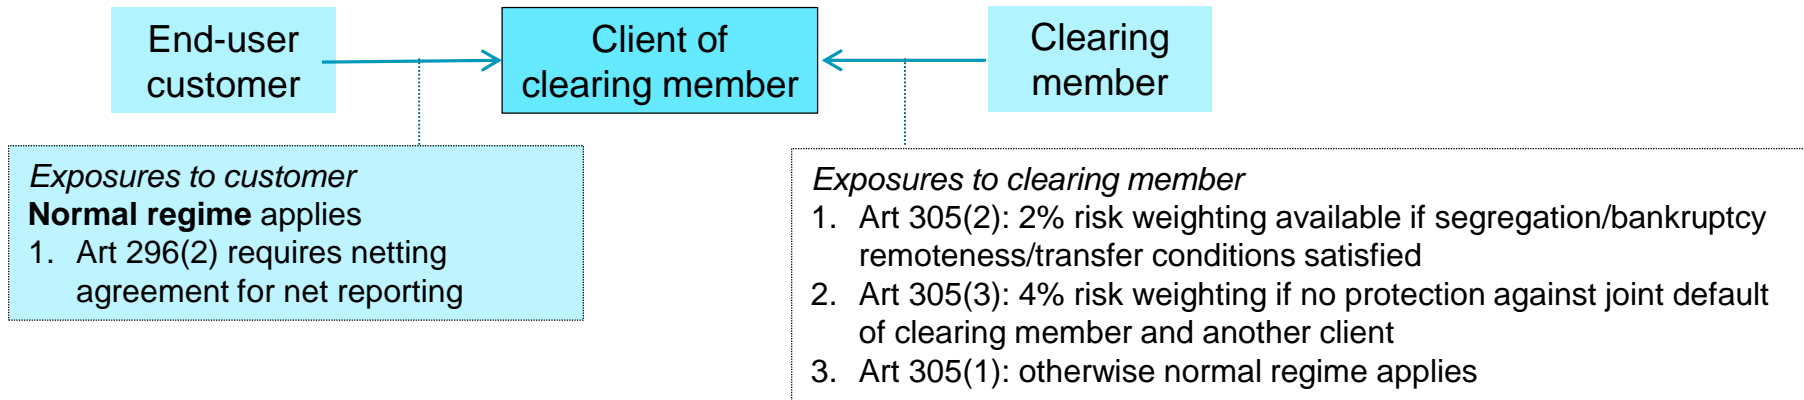 End-user
customer
Client of
clearing member
Clearing
member
Exposures to customer
Normal regime applies
1. Art 296(2) requires netting
agreement for net reporting
Exposures to clearing member
1. Art 305(2): 2% risk weighting available if segregation/bankruptcy
remoteness/transfer conditions satisfied
2. Art 305(3): 4% risk weighting if no protection against joint default
of clearing member and another client
3. Art 305(1): otherwise normal regime applies